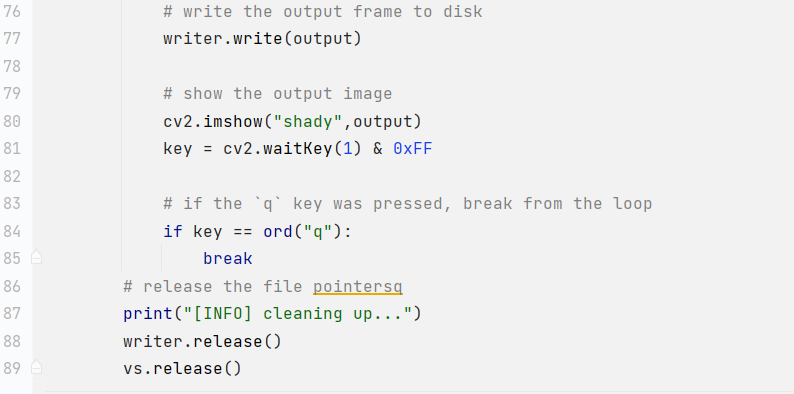 76 # write the output frame to disk
77 writer.write(output)
78
79 # show the output image
80 cv2.imshow("shady",output)
81 key = cv2.waitKey(1) & 0xFF
82
83 # if the `q` key was pressed, break from the loop
84 if key == ord("q"):
85 break
86 # release the file pointersq
87 print("[INFO] cleaning up...")
88 writer.release()
89 vs.release()